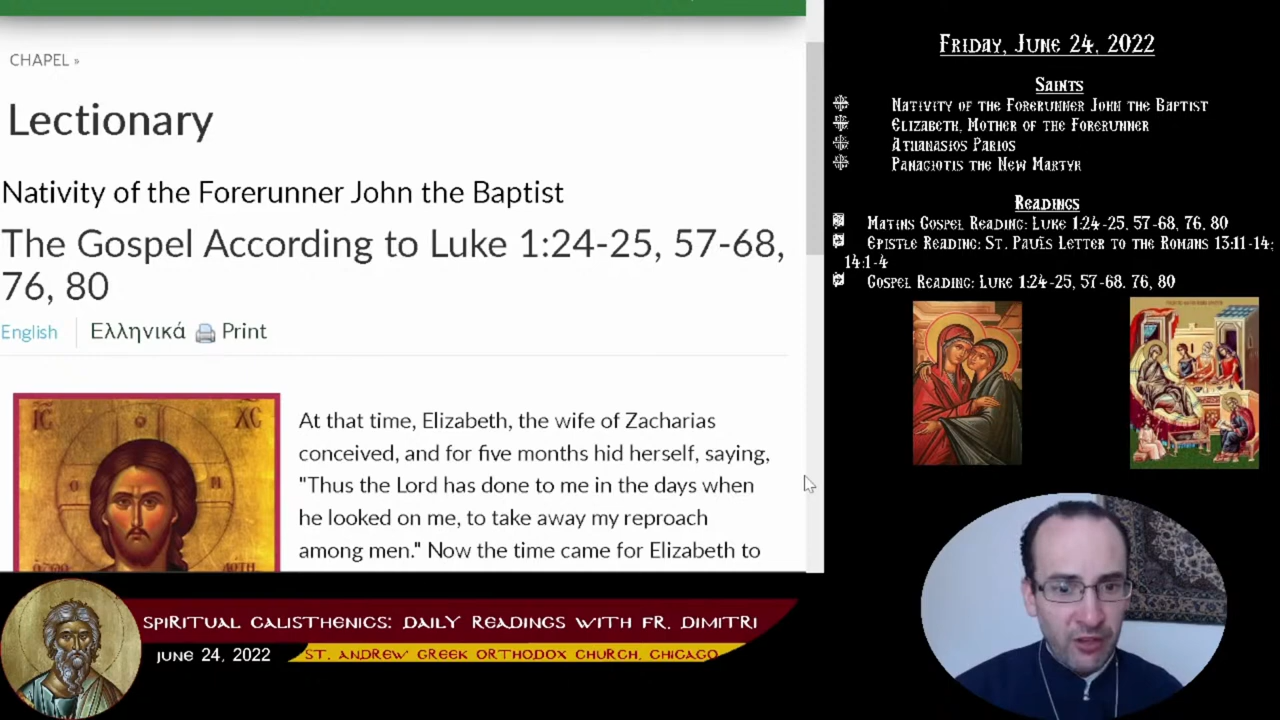 CHAPEL »
Lectionary
Nativity of the Forerunner John the Baptist
The Gospel According to Luke 1:24-25, 57-68,
76, 80
English Ελληνικά Print
IC XC
At that time, Elizabeth, the wife of Zacharias
conceived, and for five months hid herself, saying,
"Thus the Lord has done to me in the days when
he looked on me, to take away my reproach
among men." Now the time came for Elizabeth to
Friday, June 24, 2022
Saints
Nativity of the Forerunner John the Baptist
Elizabeth, Mother of the Forerunner
Athanasios Parios
Panagiotis the New Martyr
Readings
Matins Gospel Reading: Luke 1:24-25, 57-68, 76, 80
Epistle Reading: St. Paul's Letter to the Romans 13:11-14;
14:1-4
Gospel Reading: Luke 1:24-25, 57-68. 76, 80
SPIRITUAL CALISTHENICS: DAILY READINGS WITH FR. DIMITRI
JUNE 24, 2022
ST. ANDREW GREEK ORTHODOX CHURCH, CHICAGO